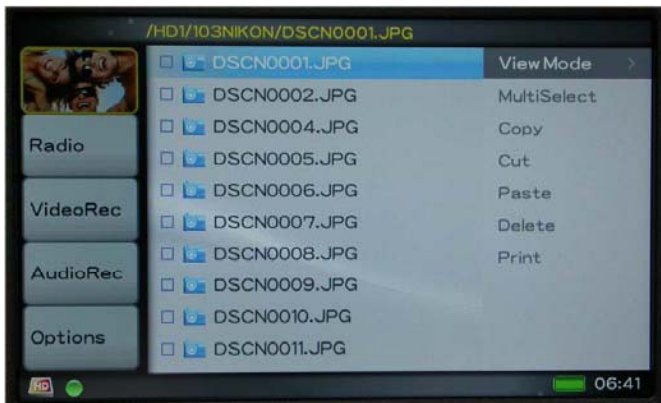 /HD1/103NIKON/DSCN0001.JPG
DSCN0001.JPG
DSCN0002.JPG
DSCN0004.JPG
DSCN0005.JPG
DSCN0006.JPG
DSCN0007.JPG
DSCN0008.JPG
DSCN0009.JPG
DSCN0010.JPG
DSCN0011.JPG
View Mode >
MultiSelect
Copy
Cut
Paste
Delete
Print
Radio
VideoRec
AudioRec
Options
HD
06:41